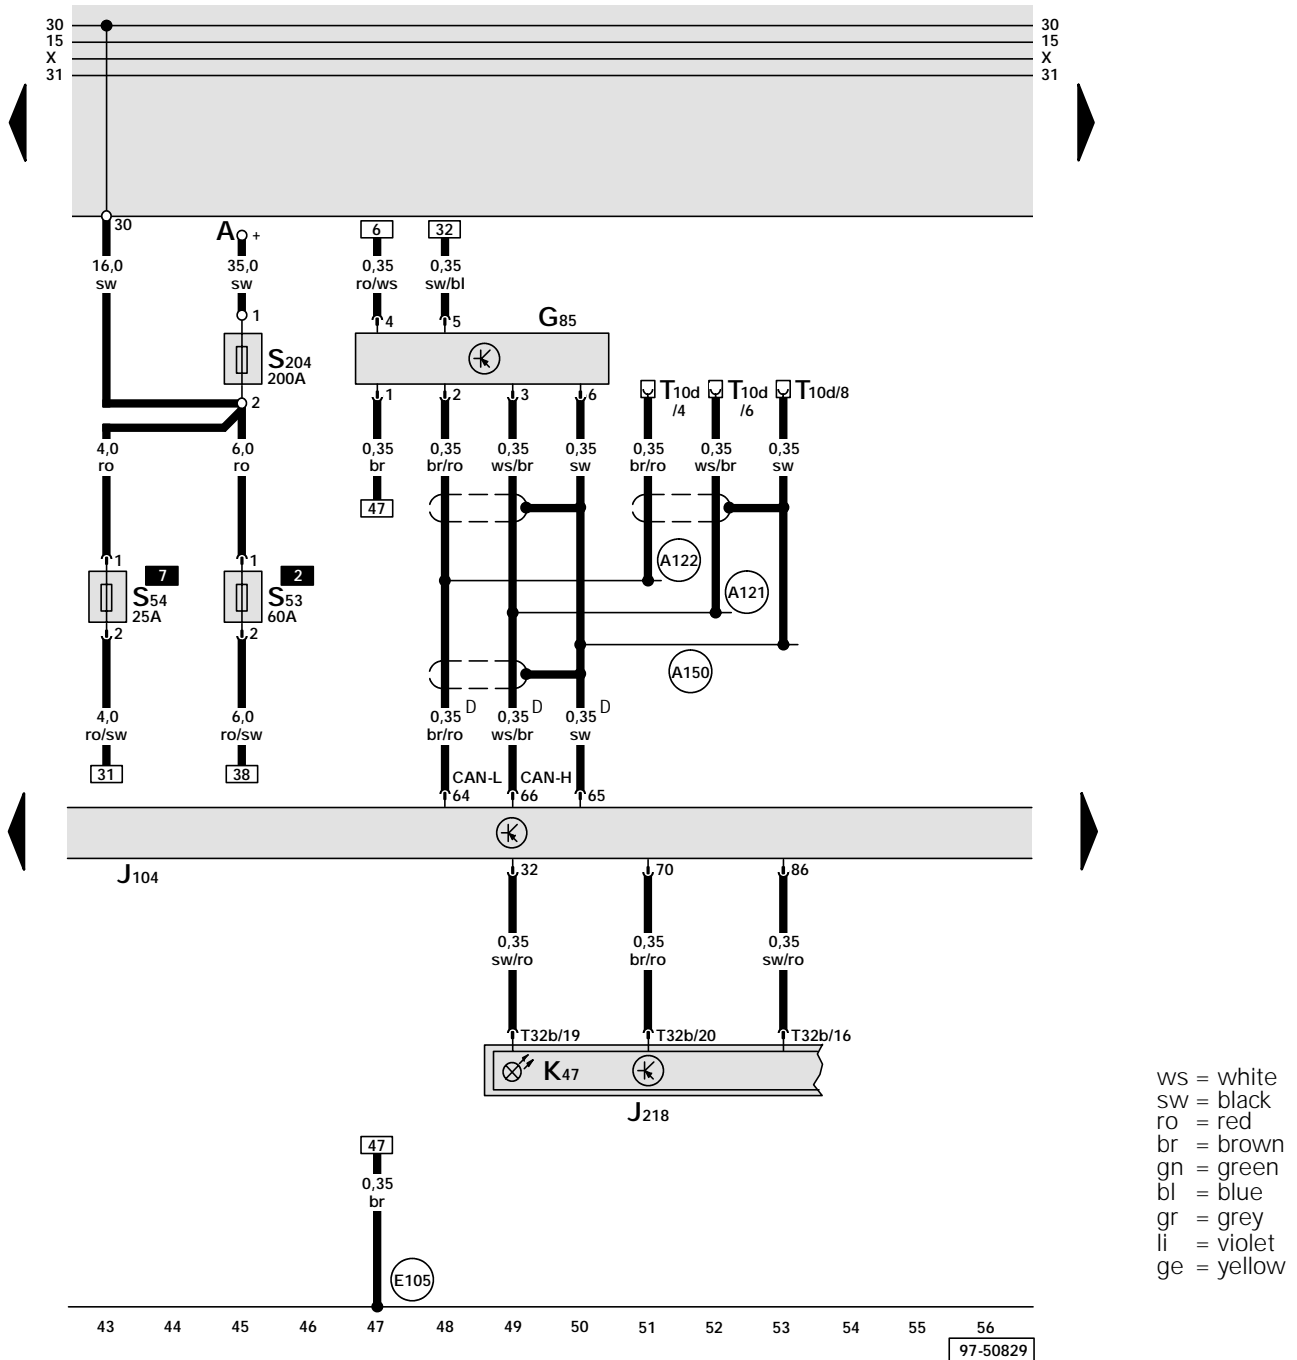 30 30
15 15
X X
31 31
30
A +
6 32
16,0 35,0 0,35 0,35
sw sw ro/ws sw/bl
1 4 5
G85
S204
200A
2
1 2 3 6
T10d/4 T10d/6 T10d/8
4,0 6,0 0,35 0,35 0,35 0,35 0,35 0,35 0,35
ro ro br br/ro ws/br sw br/ro ws/br sw
47
A122
1 1
7 2
S54 S53
25A 60A
A121
2 2
A150
D D D
4,0 6,0 0,35 0,35 0,35
ro/sw ro/sw br/ro ws/br sw
31 38
CAN-L CAN-H
64 66 65
J104
32 70 86
0,35 0,35 0,35
sw/ro br/ro sw/ro
T32b/19 T32b/20 T32b/16
K47
J218
47
0,35
br
E105
43 44 45 46 47 48 49 50 51 52 53 54 55 56
97-50829
ws = white
sw = black
ro = red
br = brown
gn = green
bl = blue
gr = grey
li = violet
ge = yellow